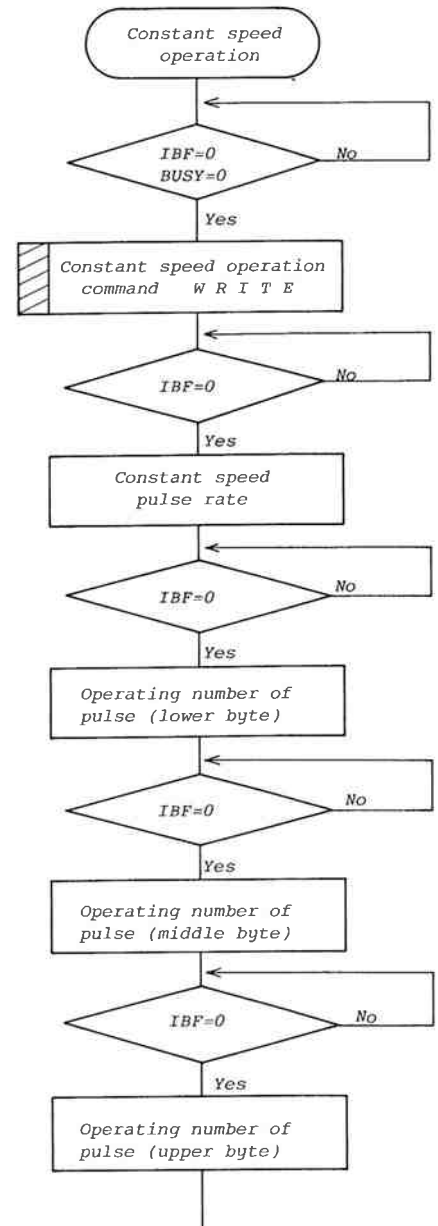 Constant speed
operation
IBF=0
BUSY=0
No
Yes
Constant speed operation
command W R I T E
IBF=0
No
Yes
Constant speed
pulse rate
IBF=0
No
Yes
Operating number of
pulse (lower byte)
IBF=0
No
Yes
Operating number of
pulse (middle byte)
IBF=0
No
Yes
Operating number of
pulse (upper byte)